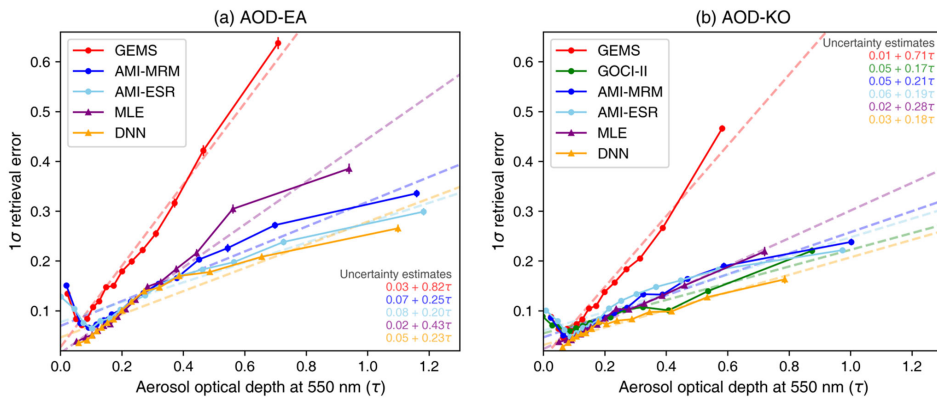 (a) AOD-EA
GEMS
AMI-MRM
AMI-ESR
MLE
DNN
Uncertainty estimates
0.03 + 0.82τ
0.07 + 0.25τ
0.08 + 0.20τ
0.02 + 0.43τ
0.05 + 0.23τ
1σ retrieval error
0.6
0.5
0.4
0.3
0.2
0.1
0.0 0.2 0.4 0.6 0.8 1.0 1.2
Aerosol optical depth at 550 nm (τ)
(b) AOD-KO
GEMS
GOCI-II
AMI-MRM
AMI-ESR
MLE
DNN
Uncertainty estimates
0.01 + 0.71τ
0.05 + 0.17τ
0.05 + 0.21τ
0.06 + 0.19τ
0.02 + 0.28τ
0.03 + 0.18τ
1σ retrieval error
0.6
0.5
0.4
0.3
0.2
0.1
0.0 0.2 0.4 0.6 0.8 1.0 1.2
Aerosol optical depth at 550 nm (τ)